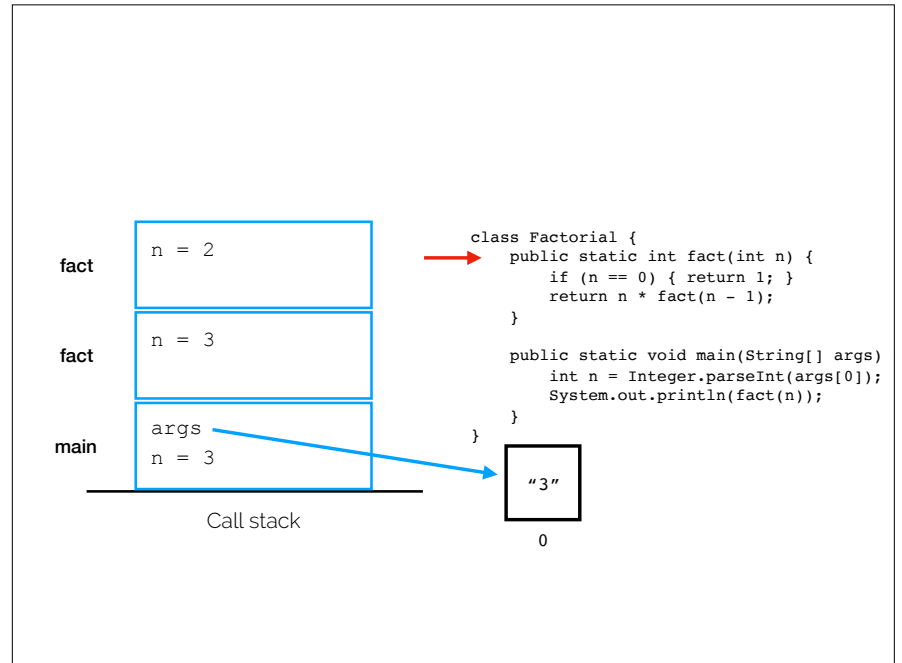 fact
n = 2
fact
n = 3
main
args
n = 3
Call stack
class Factorial {
public static int fact(int n) {
if (n == 0) { return 1; }
return n * fact(n - 1);
}
public static void main(String[] args)
int n = Integer.parseInt(args[0]);
System.out.println(fact(n));
}
}
“3”
0